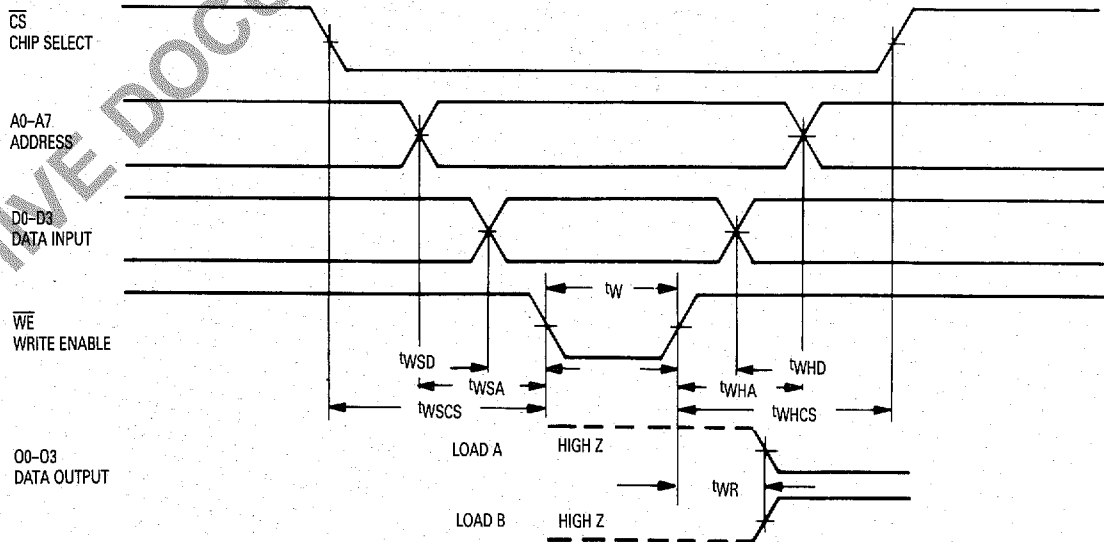 CS
CHIP SELECT
A0–A7
ADDRESS
D0–D3
DATA INPUT
tW
WE
WRITE ENABLE
tWSD
tWHD
tWSA
tWHA
tWSCS
tWHCS
LOAD A HIGH Z
O0–O3
DATA OUTPUT
tWR
LOAD B HIGH Z